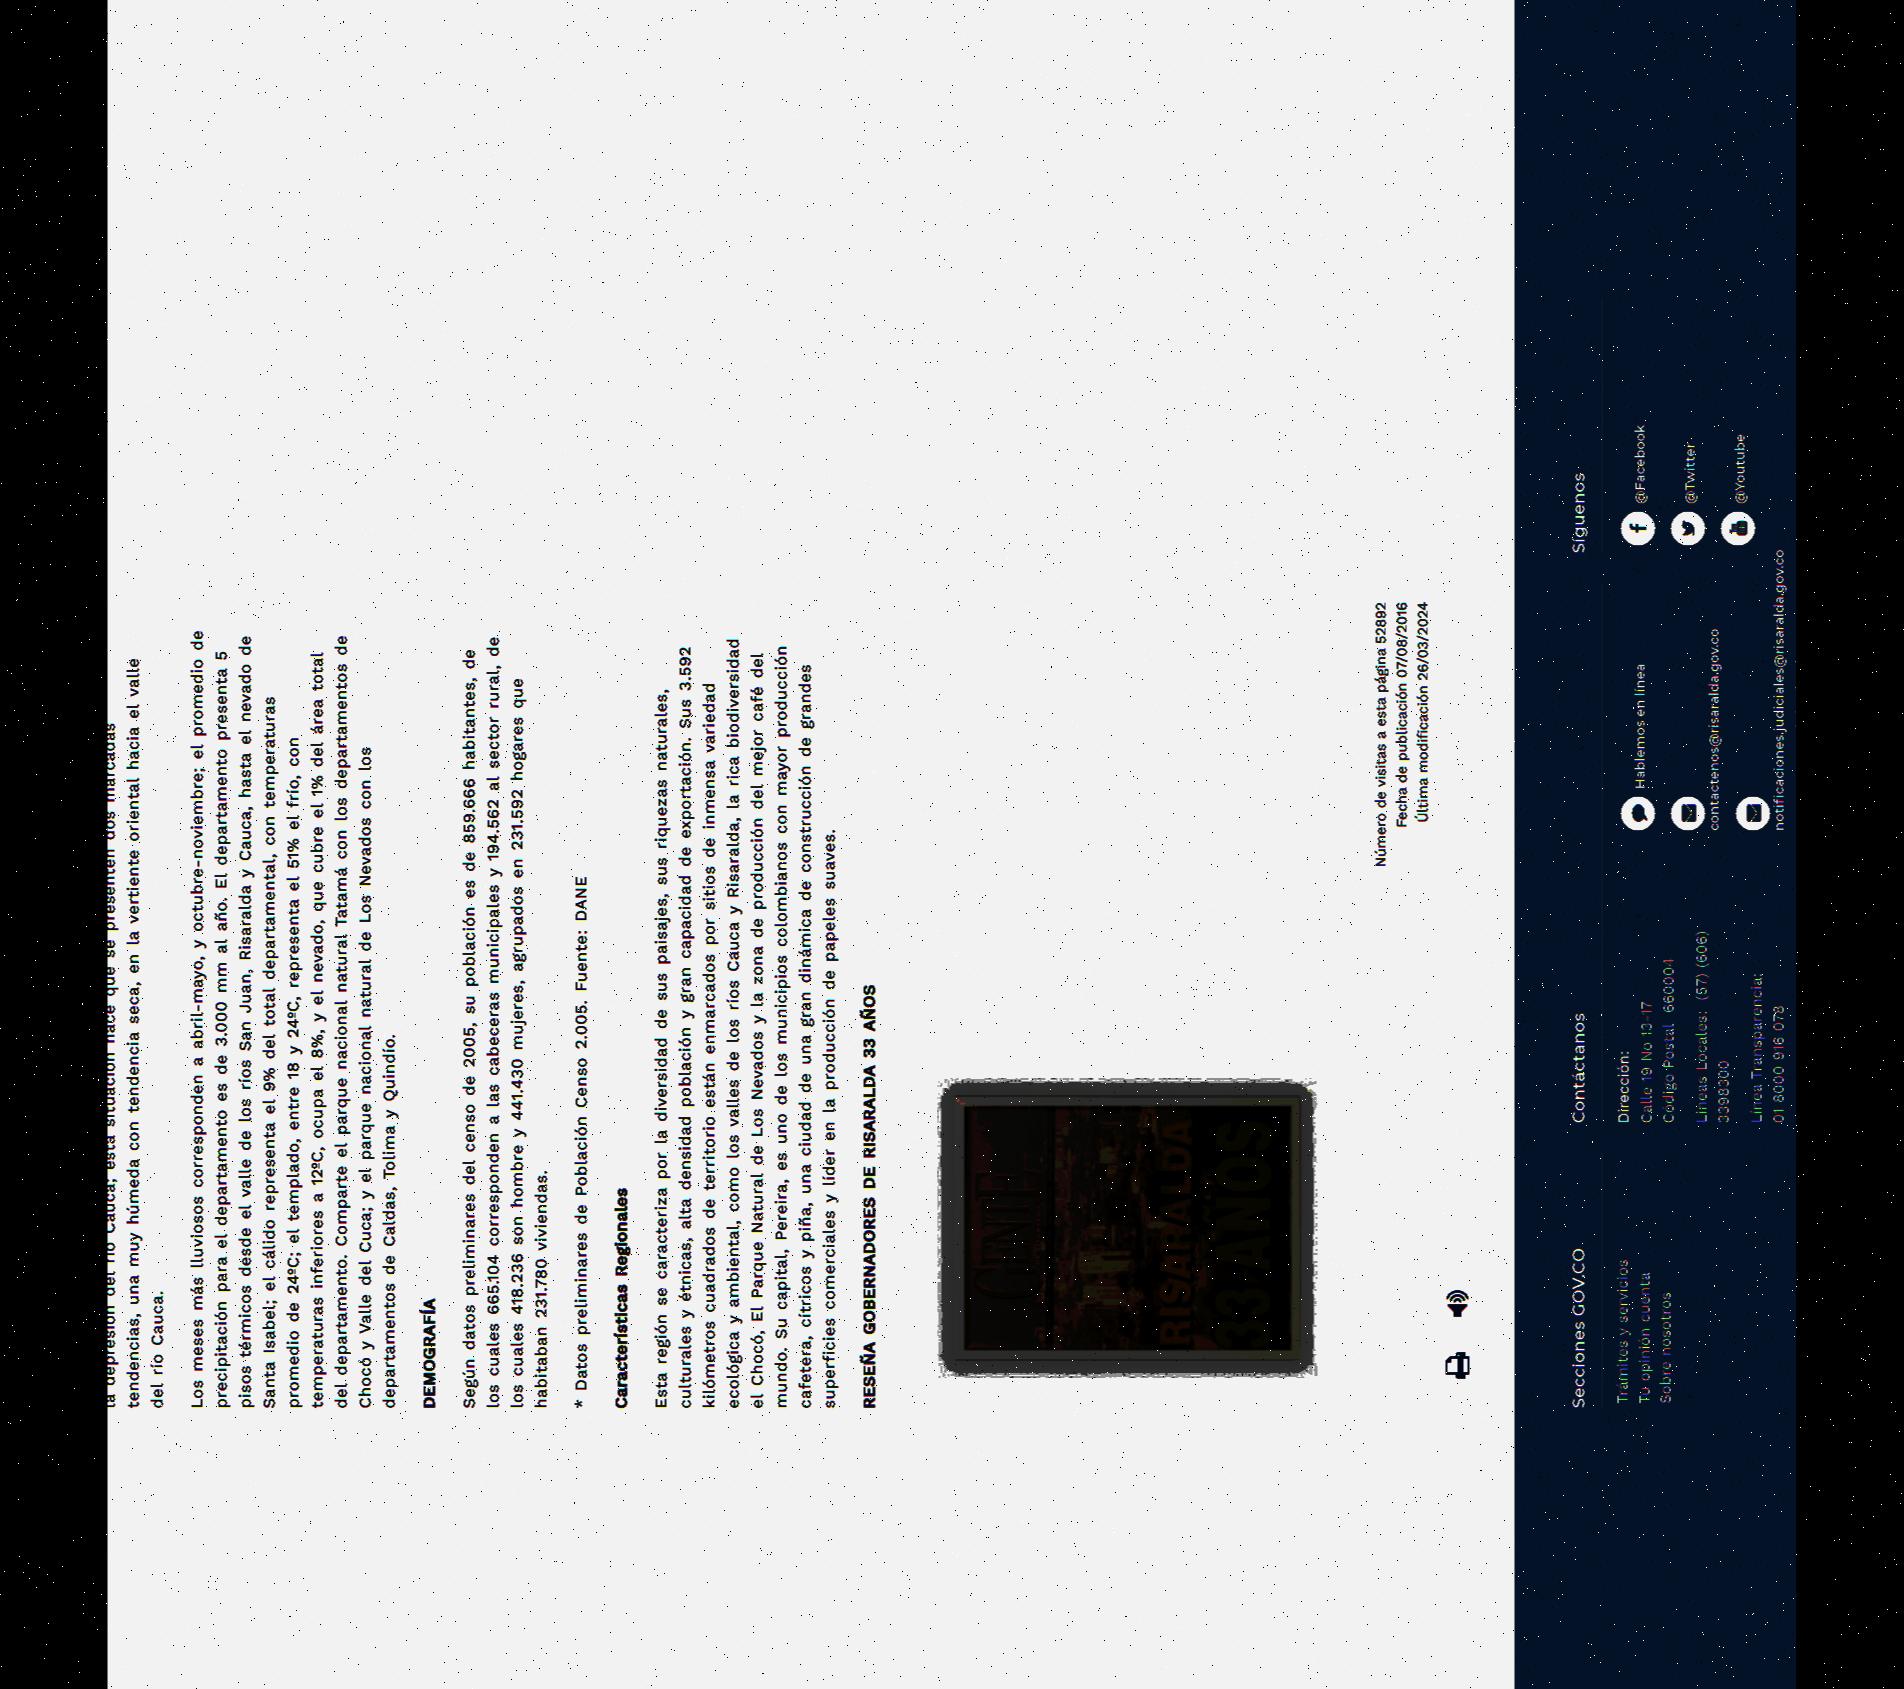 la depresión del río Cauca; esta situación hace que se presenten dos marcadas
tendencias, una muy húmeda con tendencia seca, en la vertiente oriental hacia el valle
del río Cauca.
Los meses más lluviosos corresponden a abril-mayo, y octubre-noviembre; el promedio de
precipitación para el departamento es de 3.000 mm al año. El departamento presenta 5
pisos térmicos desde el valle de los ríos San Juan, Risaralda y Cauca, hasta el nevado de
Santa Isabel; el cálido representa el 9% del total departamental, con temperaturas
promedio de 24ºC; el templado, entre 18 y 24ºC, representa el 51% el frío, con
temperaturas inferiores a 12ºC, ocupa el 8%, y el nevado, que cubre el 1% del área total
del departamento. Comparte el parque nacional natural Tatamá con los departamentos de
Chocó y Valle del Cuca; y el parque nacional natural de Los Nevados con los
departamentos de Caldas, Tolima y Quindío.
DEMOGRAFÍA
Según datos preliminares del censo de 2005, su población es de 859.666 habitantes, de
los cuales 665.104 corresponden a las cabeceras municipales y 194.562 al sector rural, de
los cuales 418.236 son hombre y 441.430 mujeres, agrupados en 231.592 hogares que
habitaban 231.780 viviendas.
* Datos preliminares de Población Censo 2.005. Fuente: DANE
Características Regionales
Esta región se caracteriza por la diversidad de sus paisajes, sus riquezas naturales,
culturales y étnicas, alta densidad población y gran capacidad de exportación. Sus 3.592
kilómetros cuadrados de territorio están enmarcados por sitios de inmensa variedad
ecológica y ambiental, como los valles de los ríos Cauca y Risaralda, la rica biodiversidad
el Chocó, El Parque Natural de Los Nevados y la zona de producción del mejor café del
mundo. Su capital, Pereira, es uno de los municipios colombianos con mayor producción
cafetera, cítricos y piña, una ciudad de una gran dinámica de construcción de grandes
superficies comerciales y líder en la producción de papeles suaves.
RESEÑA GOBERNADORES DE RISARALDA 33 AÑOS
RISARALDA
33 AÑOS
Número de visitas a esta página 52892
Fecha de publicación 07/08/2016
Última modificación 26/03/2024
Secciones GOV.CO
Trámites y servicios
Tú opinión cuenta
Sobre nosotros
Contáctanos
Dirección:
Calle 19 No 13-17
Código Postal 660004
Líneas Locales: (57) (606)
3398300
Línea Transparencia:
01 8000 916 078
Hablemos en línea
contactenos@risaralda.gov.co
notificaciones.judiciales@risaralda.gov.co
Síguenos
@Facebook
@Twitter
@Youtube